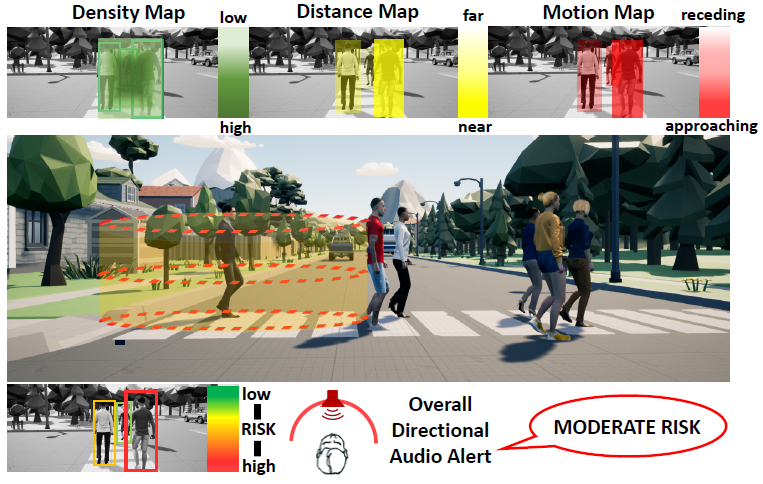 Density Map
low
high
Distance Map
far
near
Motion Map
receding
approaching
low
RISK
high
Overall
Directional
Audio Alert
MODERATE RISK